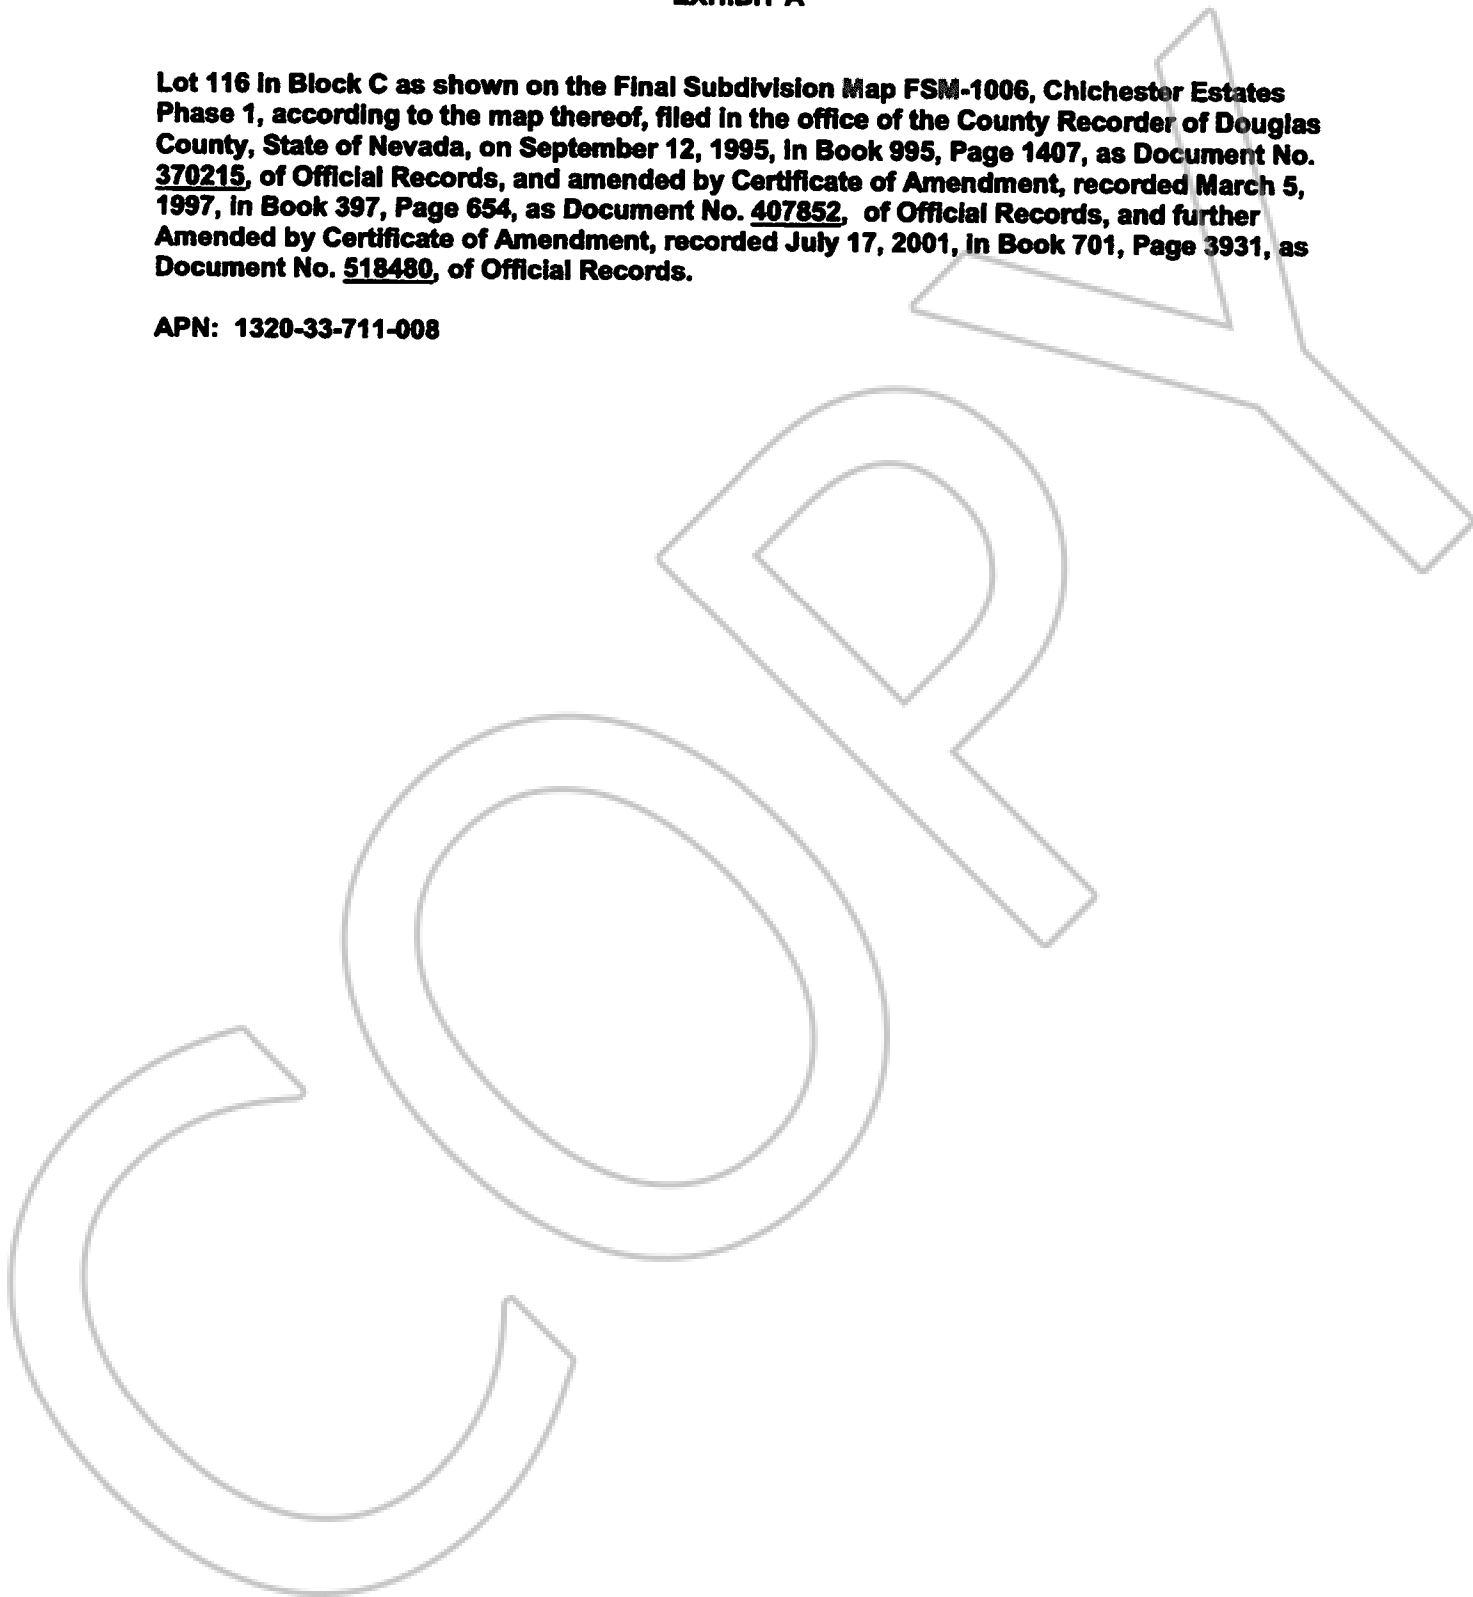 EXHIBIT A
Lot 116 in Block C as shown on the Final Subdivision Map FSM-1006, Chichester Estates
Phase 1, according to the map thereof, filed in the office of the County Recorder of Douglas
County, State of Nevada, on September 12, 1995, in Book 995, Page 1407, as Document No.
370215, of Official Records, and amended by Certificate of Amendment, recorded March 5,
1997, in Book 397, Page 654, as Document No. 407852, of Official Records, and further
Amended by Certificate of Amendment, recorded July 17, 2001, in Book 701, Page 3931, as
Document No. 518480, of Official Records.
APN: 1320-33-711-008
COPY